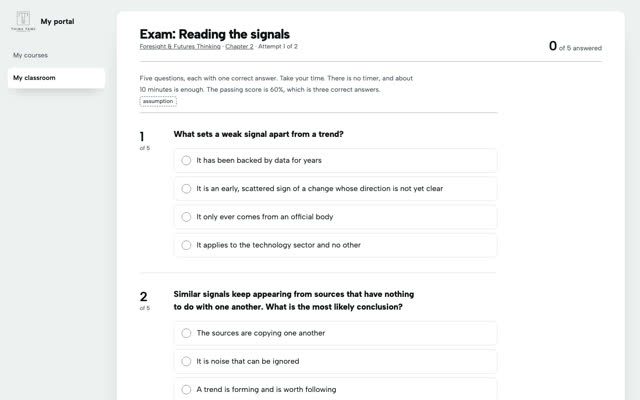 THINK FEMS
My portal
My courses
My classroom
Exam: Reading the signals
Foresight & Futures Thinking · Chapter 2 · Attempt 1 of 2
0 of 5 answered
Five questions, each with one correct answer. Take your time. There is no timer, and about
10 minutes is enough. The passing score is 60%, which is three correct answers.
assumption
1
of 5
What sets a weak signal apart from a trend?
It has been backed by data for years
It is an early, scattered sign of a change whose direction is not yet clear
It only ever comes from an official body
It applies to the technology sector and no other
2
of 5
Similar signals keep appearing from sources that have nothing
to do with one another. What is the most likely conclusion?
The sources are copying one another
It is noise that can be ignored
A trend is forming and is worth following